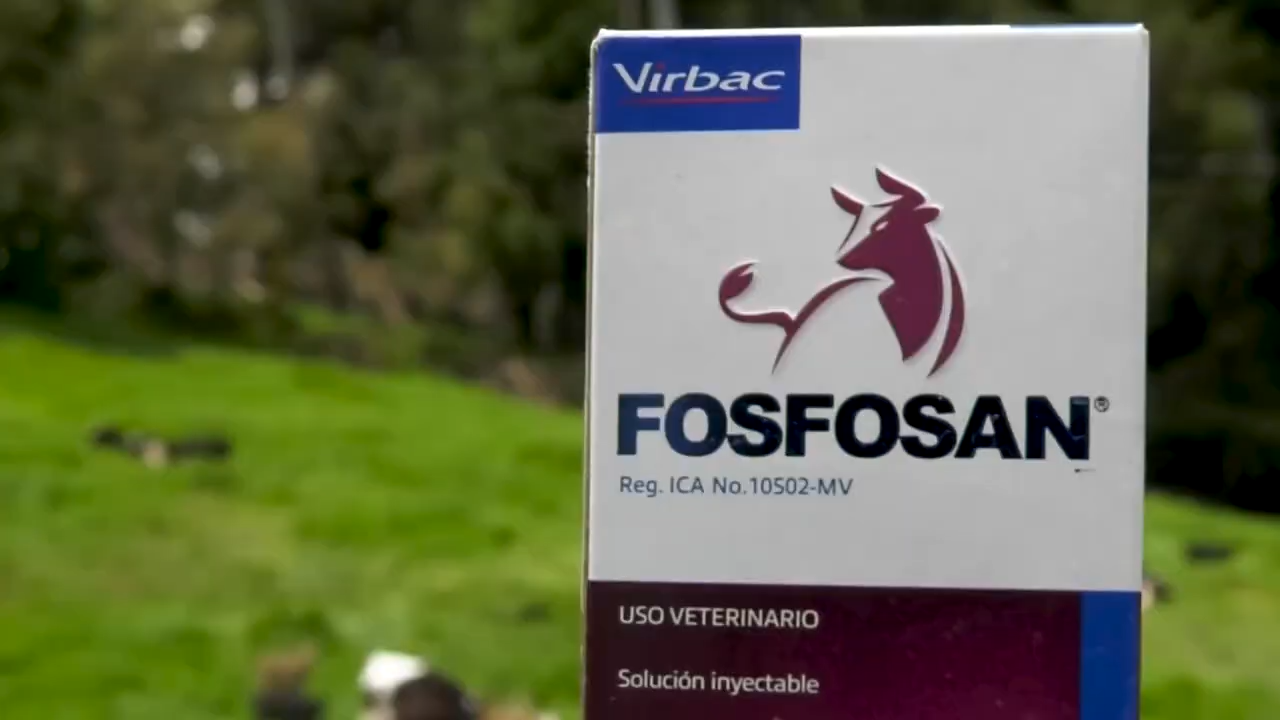 Virbac
FOSFOSAN®
Reg. ICA No.10502-MV
USO VETERINARIO
Solución inyectable